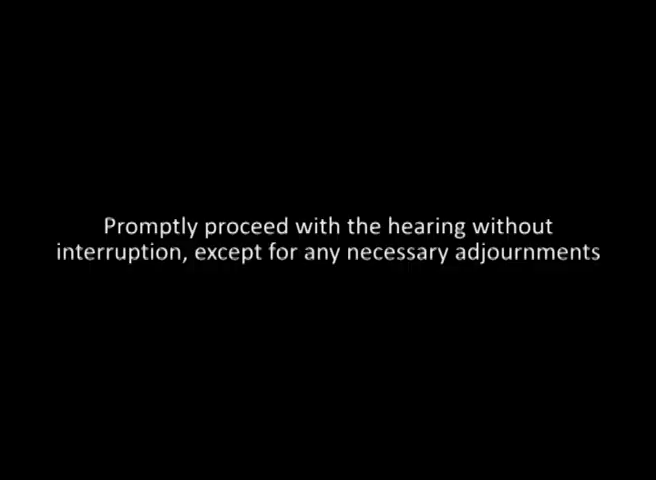 Promptly proceed with the hearing without
interruption, except for any necessary adjournments